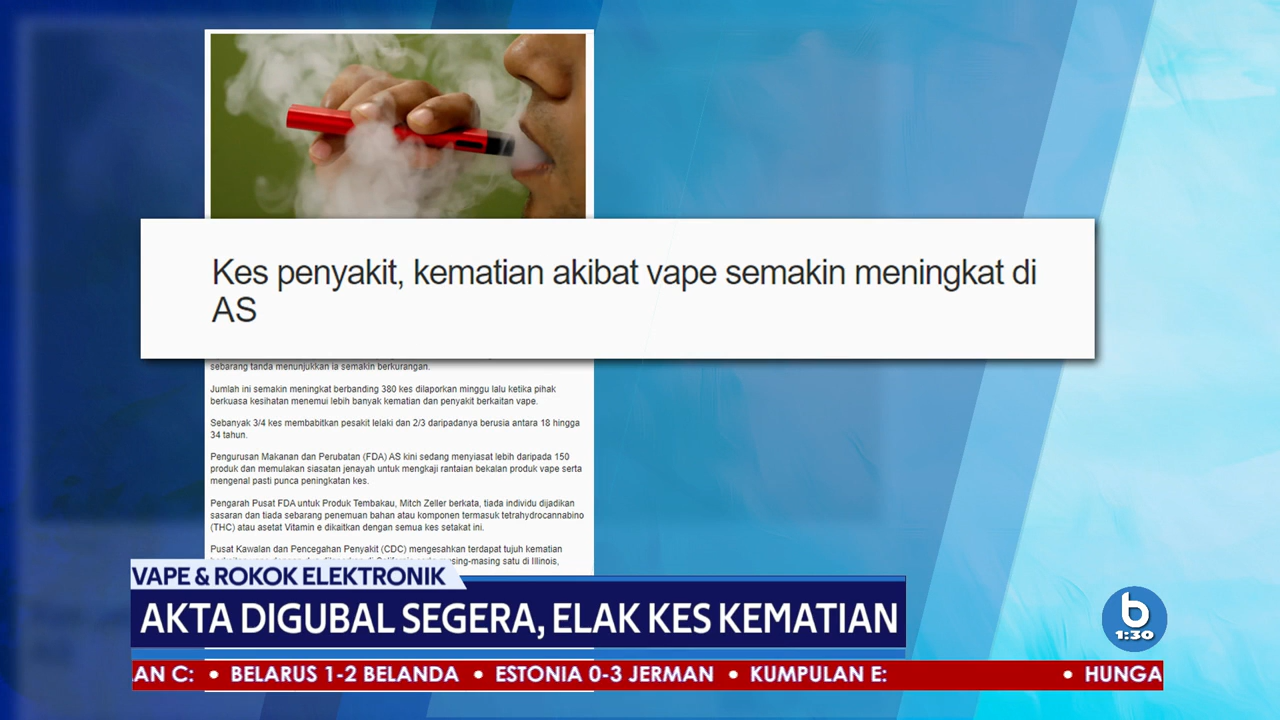 Kes penyakit, kematian akibat vape semakin meningkat di
AS
sebarang tanda menunjukkan ia semakin berkurangan.
Jumlah ini semakin meningkat berbanding 380 kes dilaporkan minggu lalu ketika pihak
berkuasa kesihatan menemui lebih banyak kematian dan penyakit berkaitan vape.
Sebanyak 3/4 kes membabitkan pesakit lelaki dan 2/3 daripadanya berusia antara 18 hingga
34 tahun.
Pengurusan Makanan dan Perubatan (FDA) AS kini sedang menyiasat lebih daripada 150
produk dan memulakan siasatan jenayah untuk mengkaji rantaian bekalan produk vape serta
mengenal pasti punca peningkatan kes.
Pengarah Pusat FDA untuk Produk Tembakau, Mitch Zeller berkata, tiada individu dijadikan
sasaran dan tiada sebarang penemuan bahan atau komponen termasuk tetrahydrocannabino
(THC) atau asetat Vitamin e dikaitkan dengan semua kes setakat ini.
Pusat Kawalan dan Pencegahan Penyakit (CDC) mengesahkan terdapat tujuh kematian
satu di Illinois,
VAPE & ROKOK ELEKTRONIK
AKTA DIGUBAL SEGERA, ELAK KES KEMATIAN
b
1:30
AN C: • BELARUS 1-2 BELANDA • ESTONIA 0-3 JERMAN • KUMPULAN E: • HUNGA